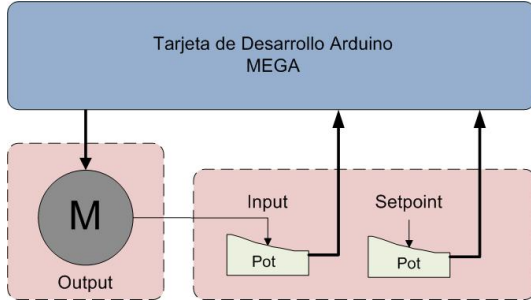 Tarjeta de Desarrollo Arduino
MEGA
M
Output
Input
Pot
Setpoint
Pot